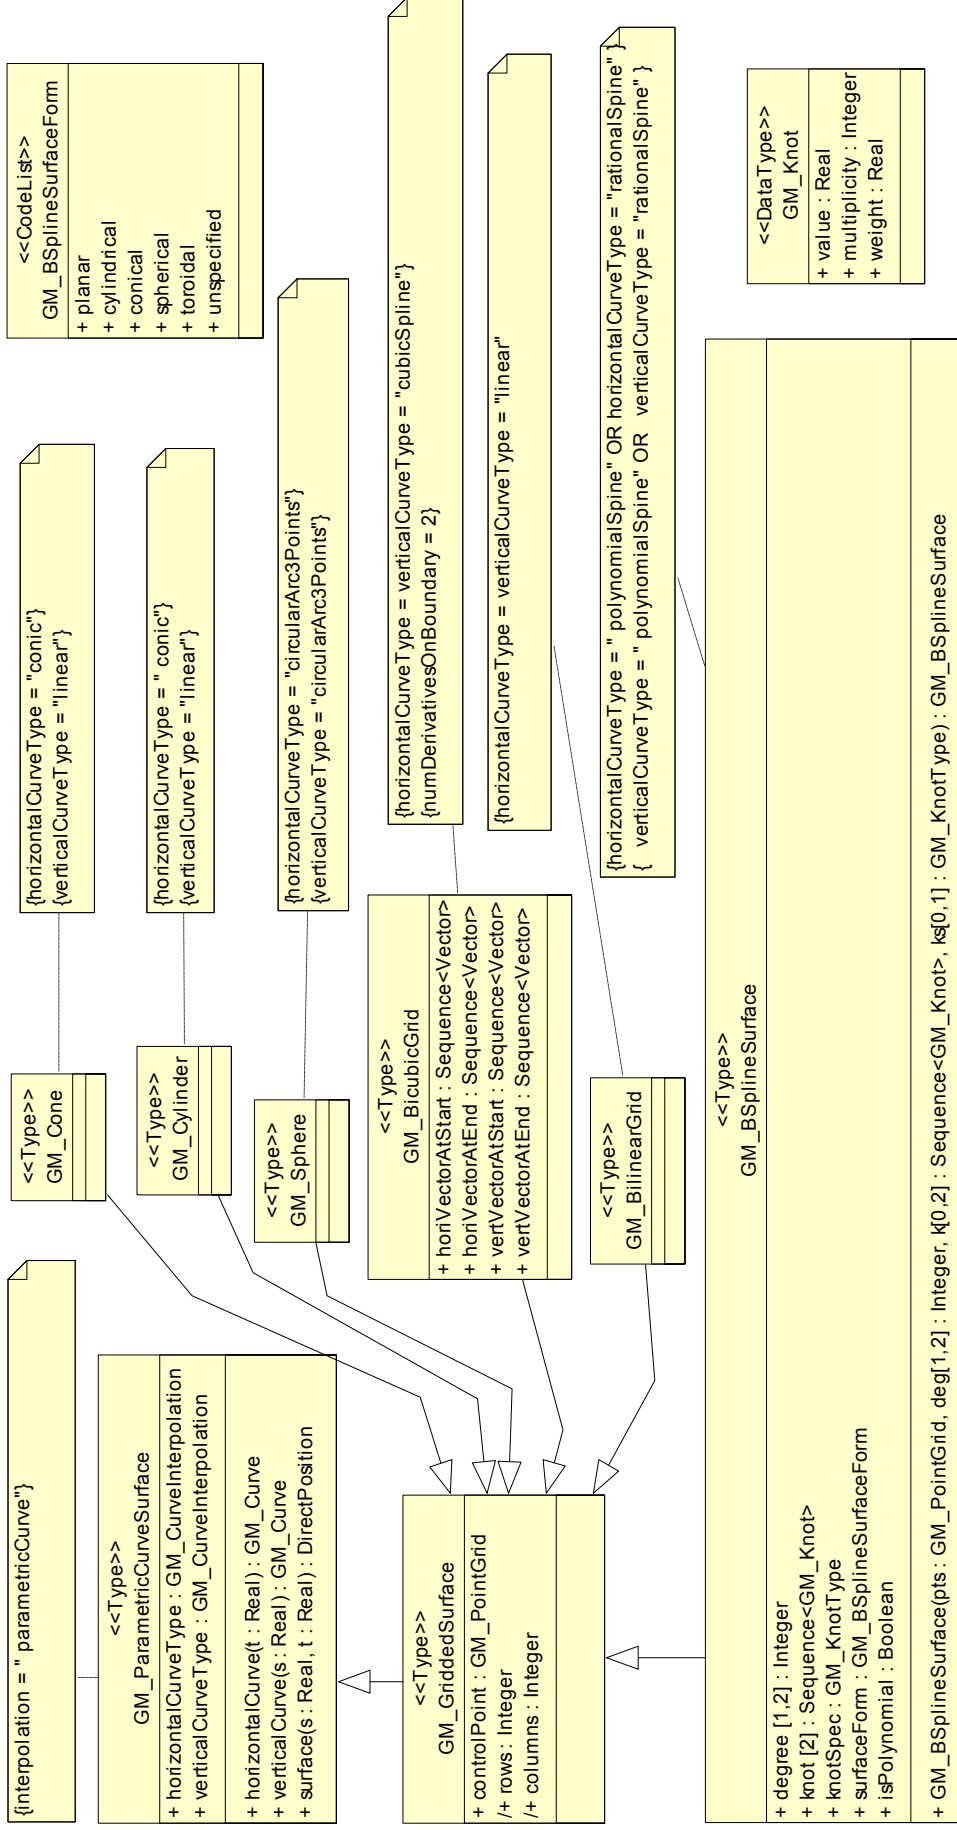 {interpolation = " parametricCurve"}
<<Type>>
GM_ParametricCurveSurface
+ horizontalCurveType : GM_CurveInterpolation
+ verticalCurveType : GM_CurveInterpolation
+ horizontalCurve(t : Real) : GM_Curve
+ verticalCurve(s : Real) : GM_Curve
+ surface(s : Real, t : Real) : DirectPosition
<<Type>>
GM_GriddedSurface
+ controlPoint : GM_PointGrid
/+ rows : Integer
/+ columns : Integer
<<Type>>
GM_Cone
{horizontalCurveType = "conic"}
{verticalCurveType = "linear"}
<<Type>>
GM_Cylinder
{horizontalCurveType = " conic"}
{verticalCurveType = "linear"}
<<Type>>
GM_Sphere
{horizontalCurveType = "circularArc3Points"}
{verticalCurveType = "circularArc3Points"}
<<Type>>
GM_BicubicGrid
+ horiVectorAtStart : Sequence<Vector>
+ horiVectorAtEnd : Sequence<Vector>
+ vertVectorAtStart : Sequence<Vector>
+ vertVectorAtEnd : Sequence<Vector>
{horizontalCurveType = verticalCurveType = "cubicSpline"}
{numDerivativesOnBoundary = 2}
<<Type>>
GM_BilinearGrid
{horizontalCurveType = verticalCurveType = "linear"
{horizontalCurveType = " polynomialSpine" OR horizontalCurveType = "rationalSpine" }
{ verticalCurveType = " polynomialSpine" OR verticalCurveType = "rationalSpine" }
<<CodeList>>
GM_BSplineSurfaceForm
+ planar
+ cylindrical
+ conical
+ spherical
+ toroidal
+ unspecified
<<DataType>>
GM_Knot
+ value : Real
+ multiplicity : Integer
+ weight : Real
<<Type>>
GM_BSplineSurface
+ degree [1,2] : Integer
+ knot [2] : Sequence<GM_Knot>
+ knotSpec : GM_KnotType
+ surfaceForm : GM_BSplineSurfaceForm
+ isPolynomial : Boolean
+ GM_BSplineSurface(pts : GM_PointGrid, deg[1,2] : Integer, k[0,2] : Sequence<GM_Knot>, ks[0,1] : GM_KnotType) : GM_BSplineSurface